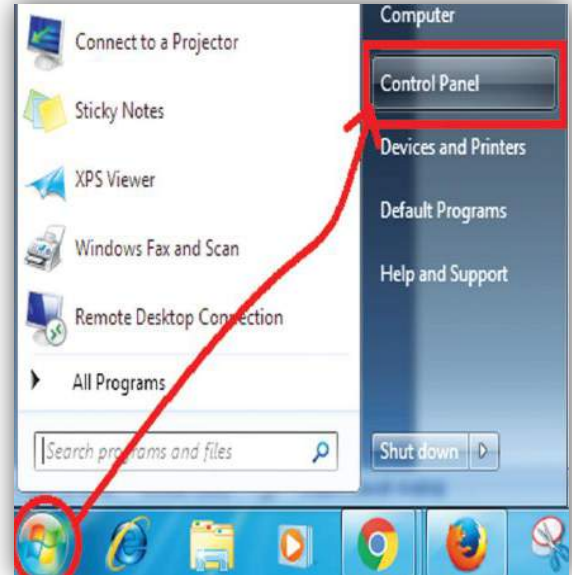 Connect to a Projector
Sticky Notes
XPS Viewer
Windows Fax and Scan
Remote Desktop Connection
All Programs
Search programs and files
Computer
Control Panel
Devices and Printers
Default Programs
Help and Support
Shut down